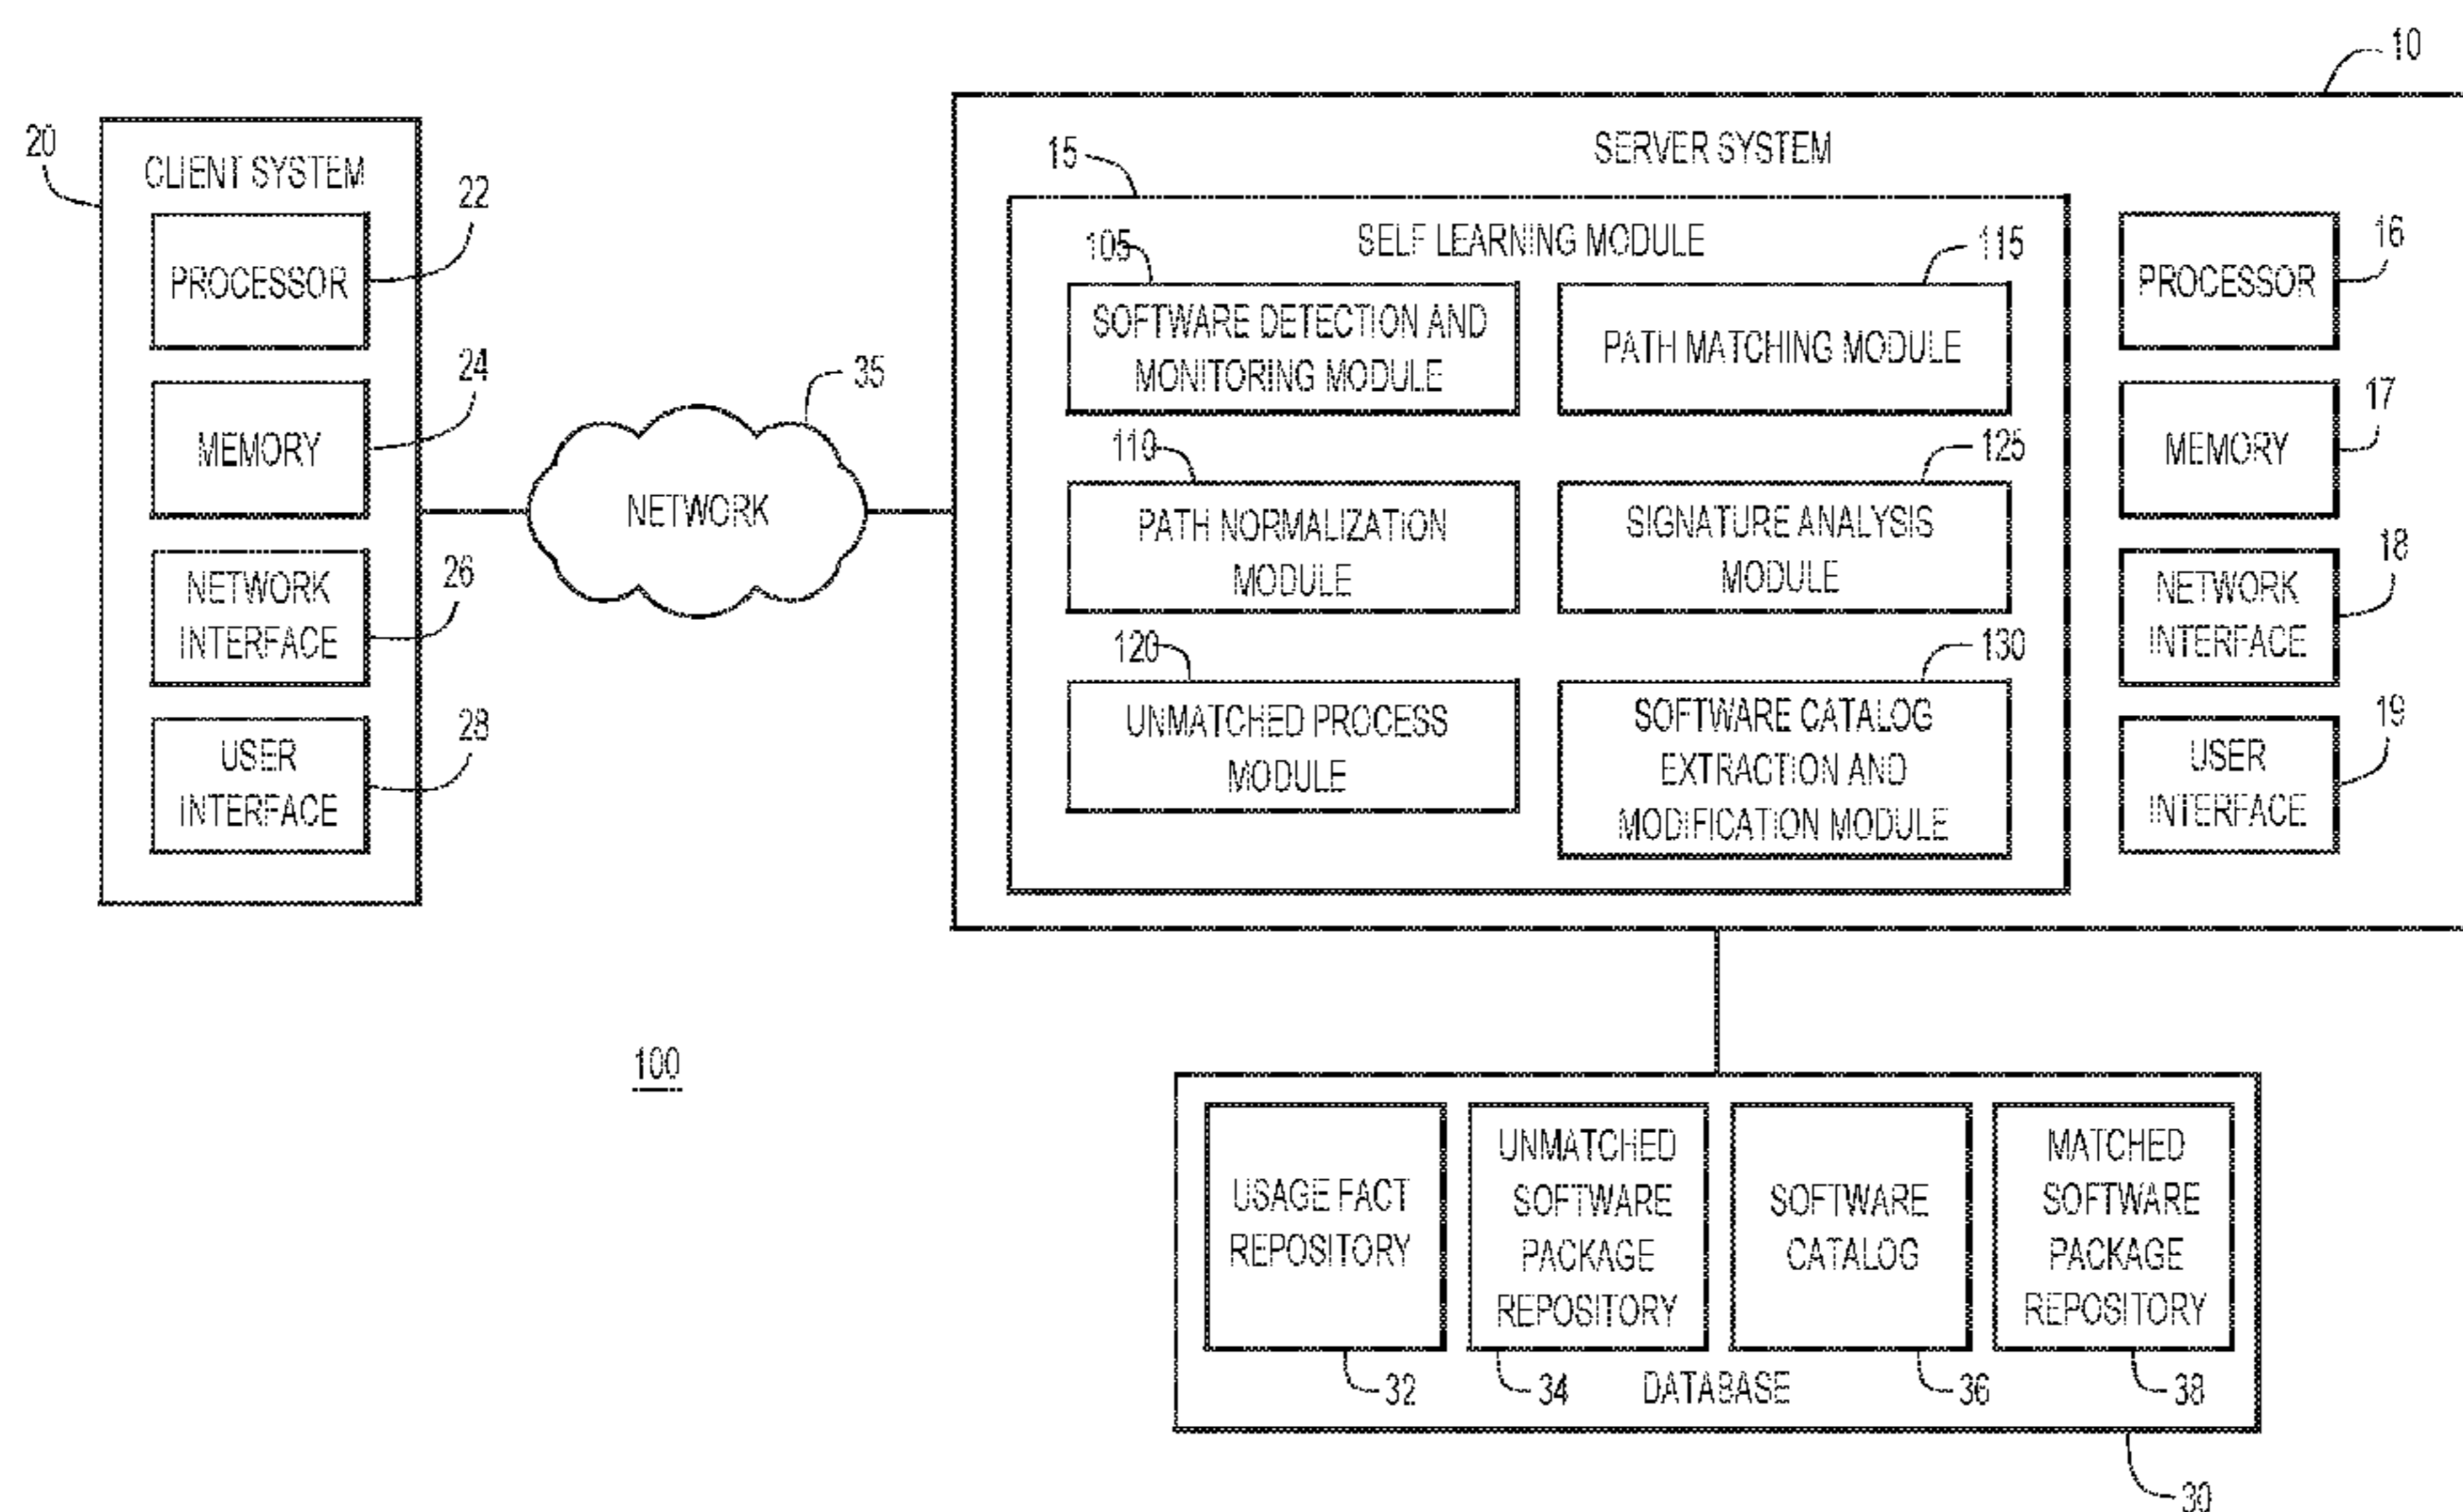 10
20
CLIENT SYSTEM
PROCESSOR
22
MEMORY
24
NETWORK
INTERFACE
26
USER
INTERFACE
28
NETWORK
35
SERVER SYSTEM
15
SELF LEARNING MODULE
105
SOFTWARE DETECTION AND
MONITORING MODULE
115
PATH MATCHING MODULE
110
PATH NORMALIZATION
MODULE
125
SIGNATURE ANALYSIS
MODULE
120
UNMATCHED PROCESS
MODULE
130
SOFTWARE CATALOG
EXTRACTION AND
MODIFICATION MODULE
PROCESSOR
16
MEMORY
17
NETWORK
INTERFACE
18
USER
INTERFACE
19
100
USAGE FACT
REPOSITORY
32
UNMATCHED
SOFTWARE
PACKAGE
REPOSITORY
34
SOFTWARE
CATALOG
36
MATCHED
SOFTWARE
PACKAGE
REPOSITORY
38
DATABASE
30